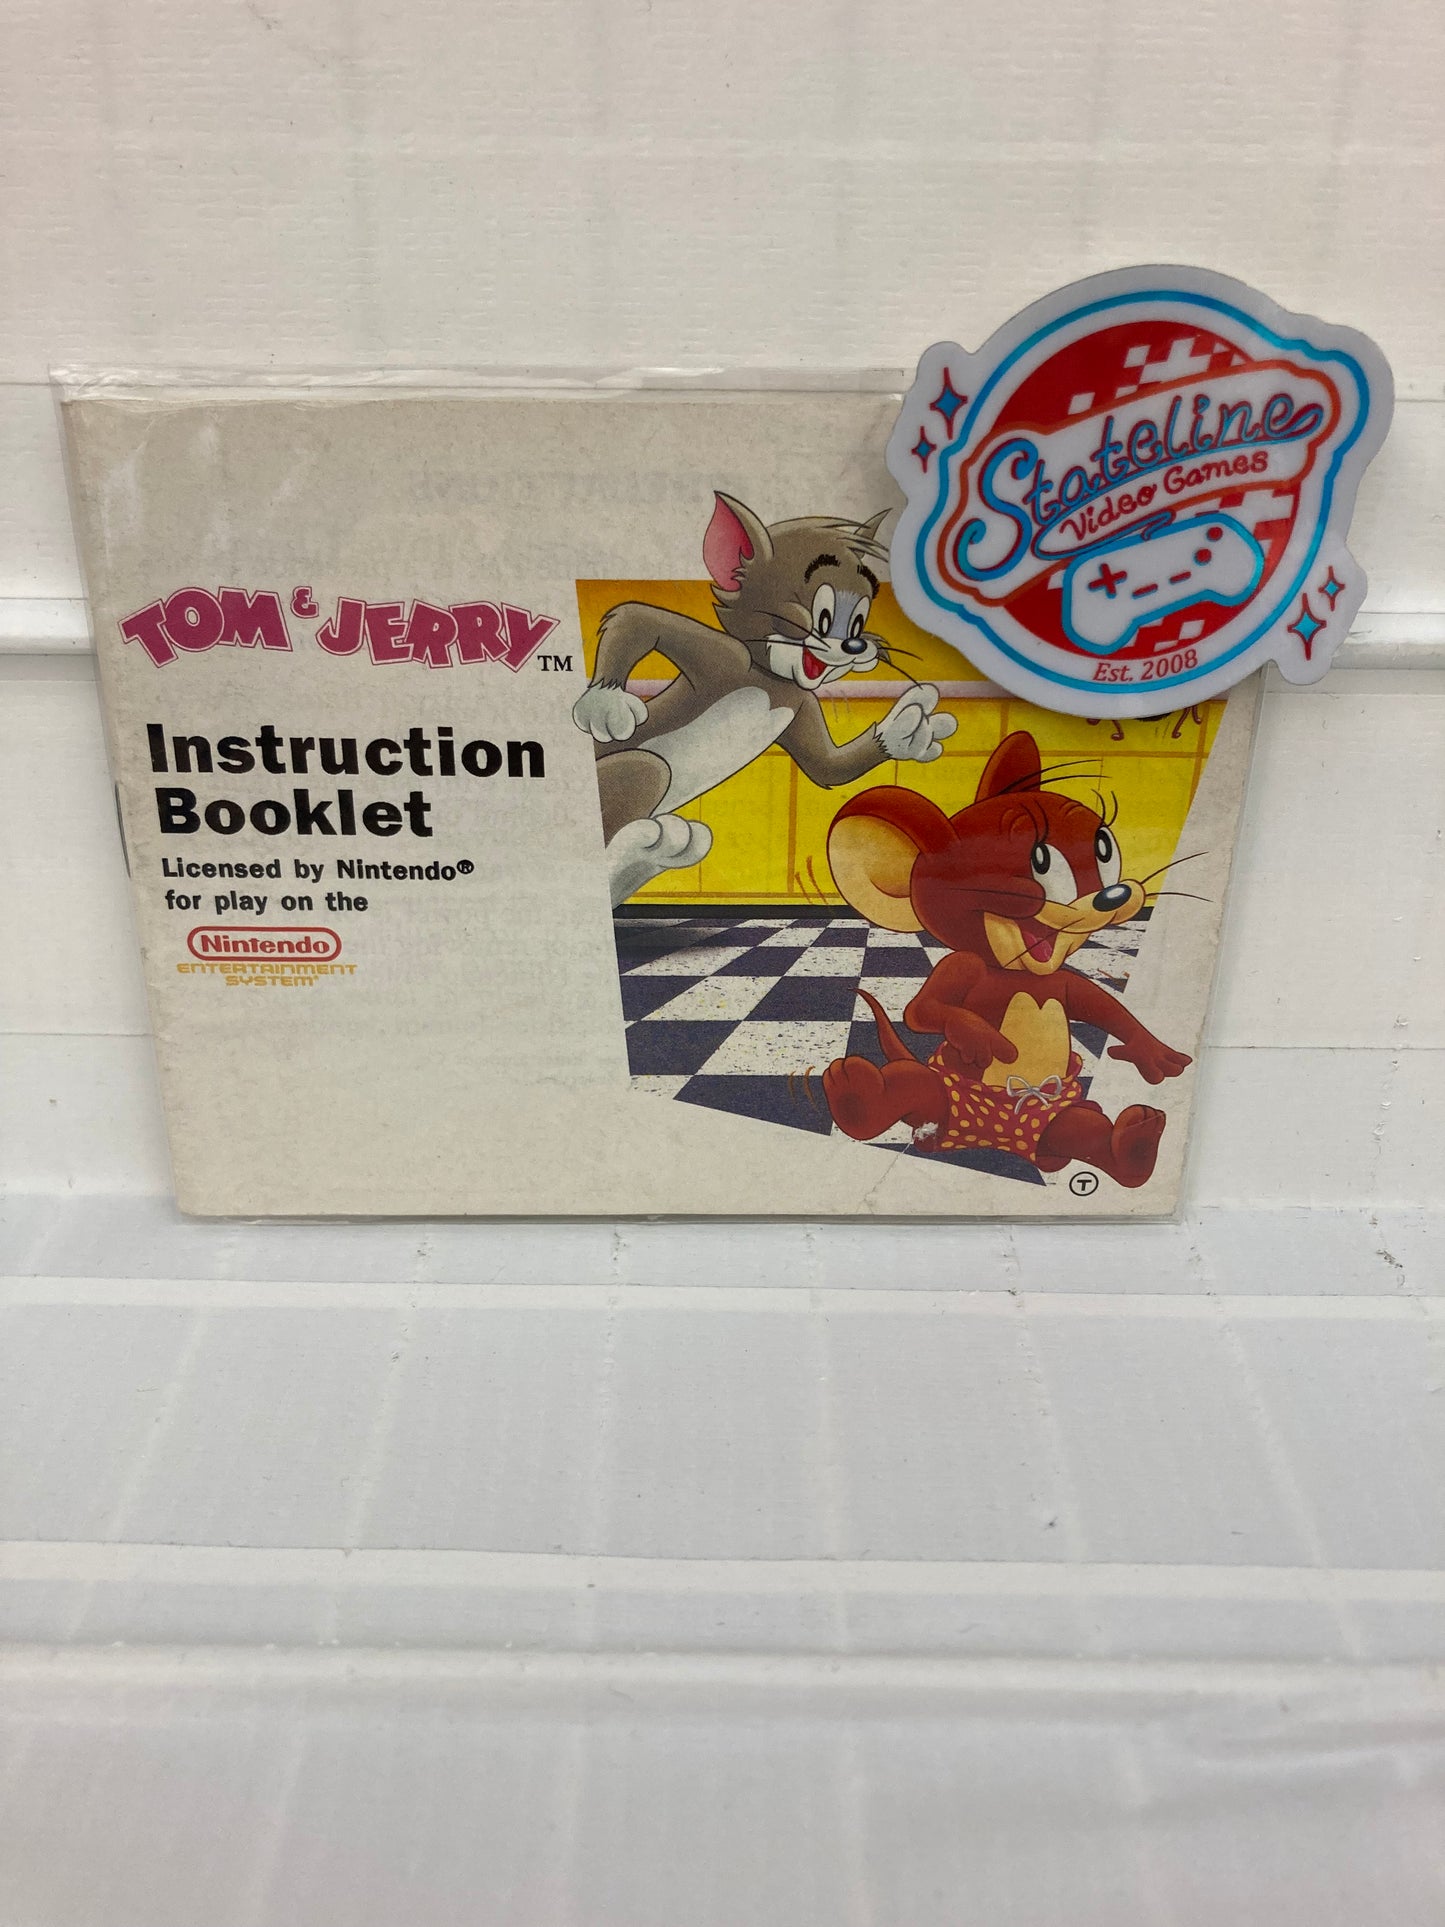 Stateline
Video Games
Est. 2008
TOM & JERRY TM
Instruction
Booklet
Licensed by Nintendo®
for play on the
Nintendo
ENTERTAINMENT
SYSTEM
T